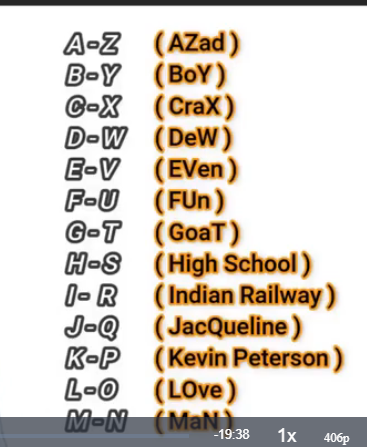 A-Z (AZad)
B-Y (BoY)
C-X (CraX)
D-W (DeW)
E-V (EVen)
F-U (FUn)
G-T (GoaT)
H-S (High School)
I-R (Indian Railway)
J-Q (JacQueline)
K-P (Kevin Peterson)
L-O (LOve)
M-N (MaN)
-19:38 1x 406p